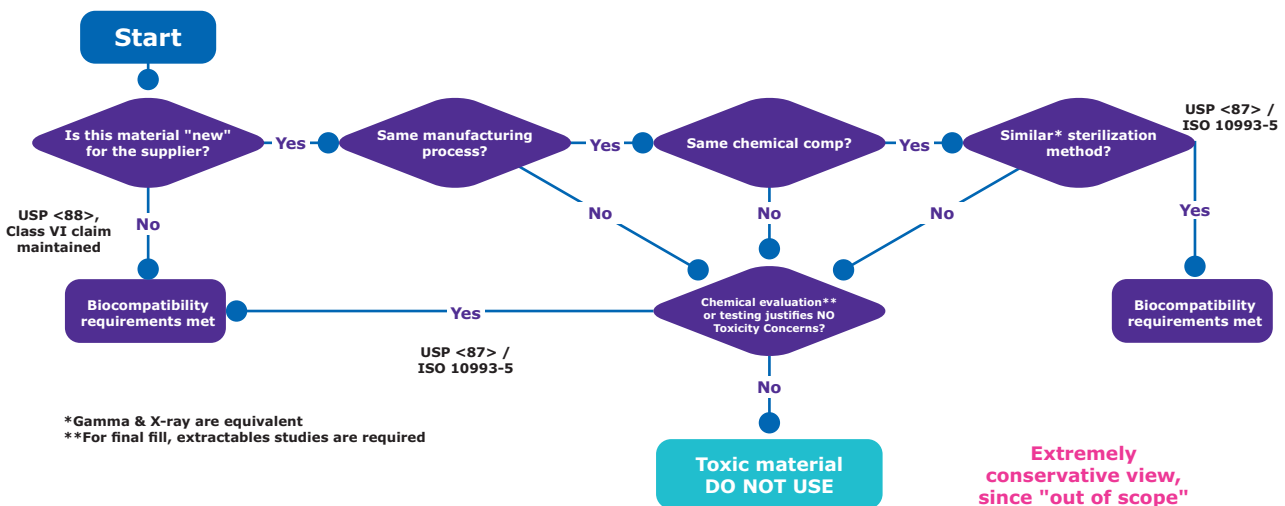 Start
Is this material "new"
for the supplier?
Yes
Same manufacturing
process?
Yes
Same chemical comp?
Yes
Similar* sterilization
method?
USP <87> /
ISO 10993-5
USP <88>,
Class VI claim
maintained
No
No
No
No
Yes
Biocompatibility
requirements met
Yes
USP <87> /
ISO 10993-5
Chemical evaluation**
or testing justifies NO
Toxicity Concerns?
Biocompatibility
requirements met
No
*Gamma & X-ray are equivalent
**For final fill, extractables studies are required
Toxic material
DO NOT USE
Extremely
conservative view,
since "out of scope"